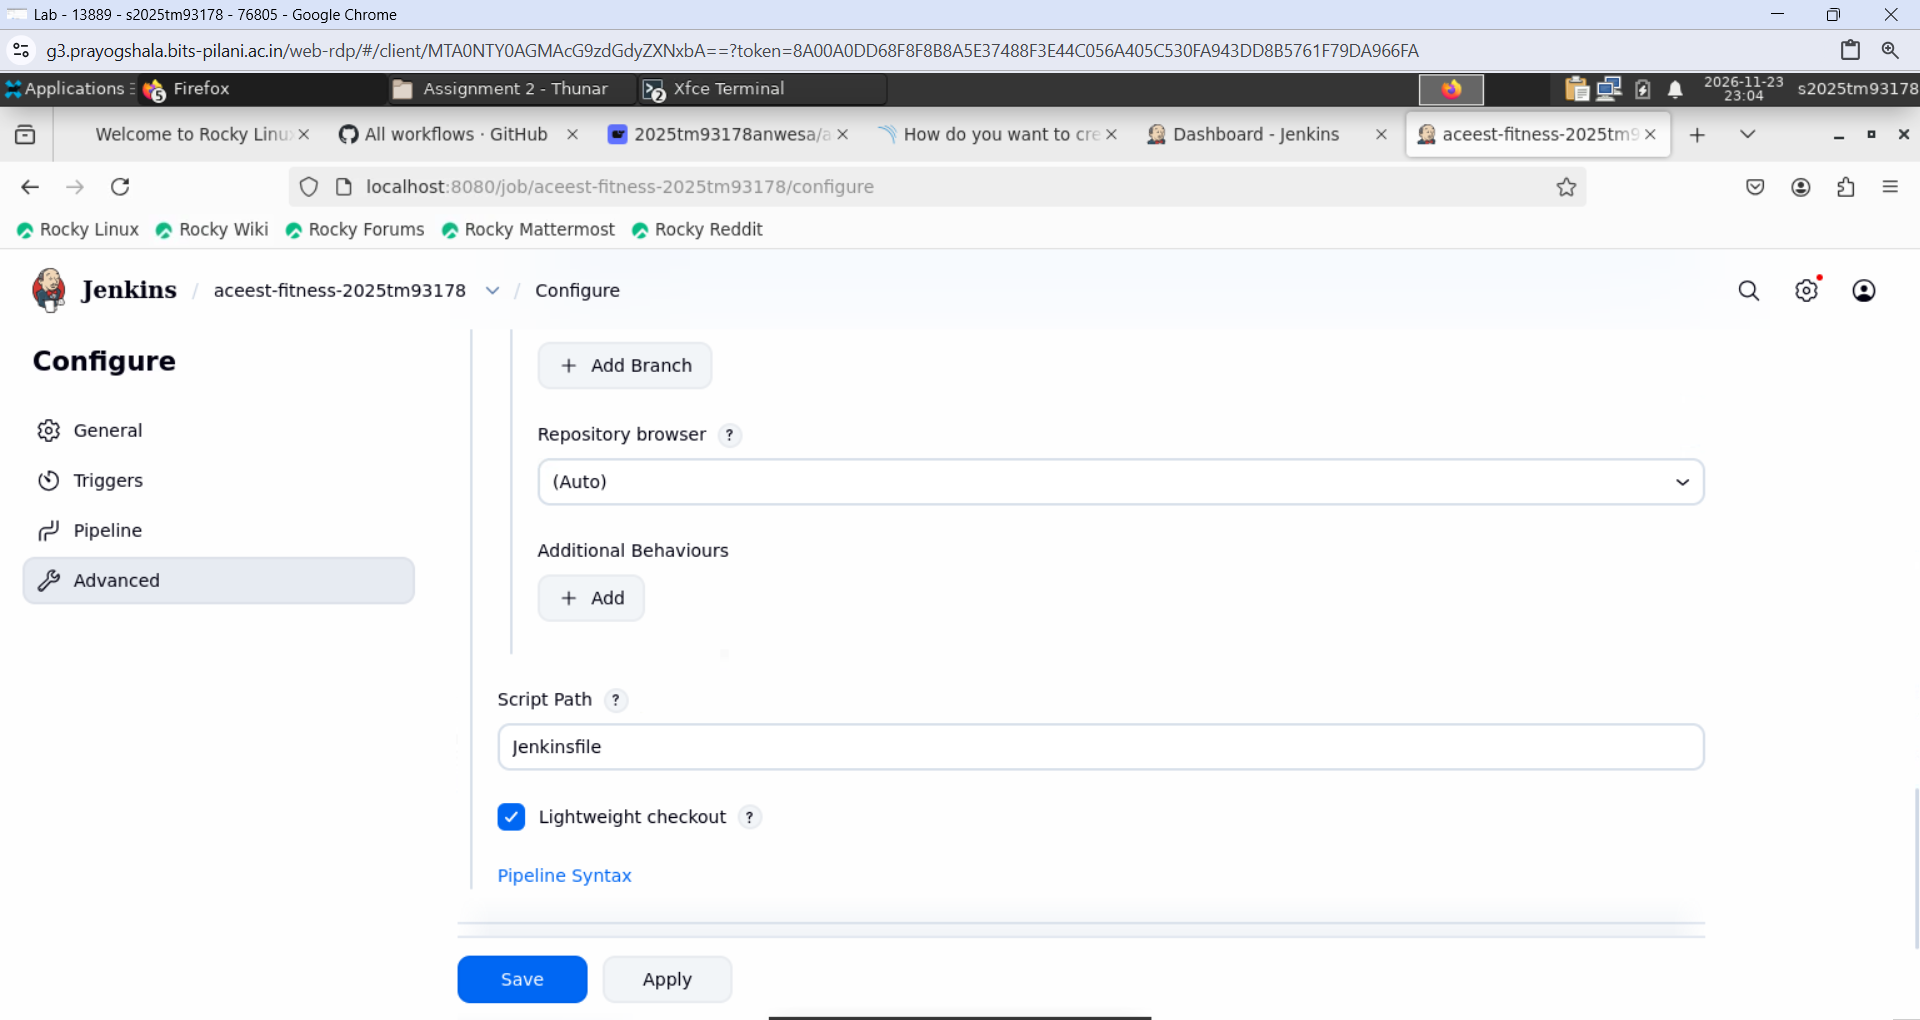 Lab - 13889 - s2025tm93178 - 76805 - Google Chrome
g3.prayogshala.bits-pilani.ac.in/web-rdp/#/client/MTA0NTY0AGMAcG9zdGdyZXNxbA==?token=8A00A0DD68F8F8B8A5E37488F3E44C056A405C530FA943DD8B5761F79DA966FA
Applications Firefox Assignment 2 - Thunar Xfce Terminal 2026-11-23 23:04 s2025tm93178
Welcome to Rocky Linu All workflows · GitHub 2025tm93178anwesa/a How do you want to cre Dashboard - Jenkins aceest-fitness-2025tm9
localhost:8080/job/aceest-fitness-2025tm93178/configure
Rocky Linux Rocky Wiki Rocky Forums Rocky Mattermost Rocky Reddit
Jenkins / aceest-fitness-2025tm93178 / Configure
Configure
General
Triggers
Pipeline
Advanced
+ Add Branch
Repository browser ?
(Auto)
Additional Behaviours
+ Add
Script Path ?
Jenkinsfile
Lightweight checkout ?
Pipeline Syntax
Save Apply